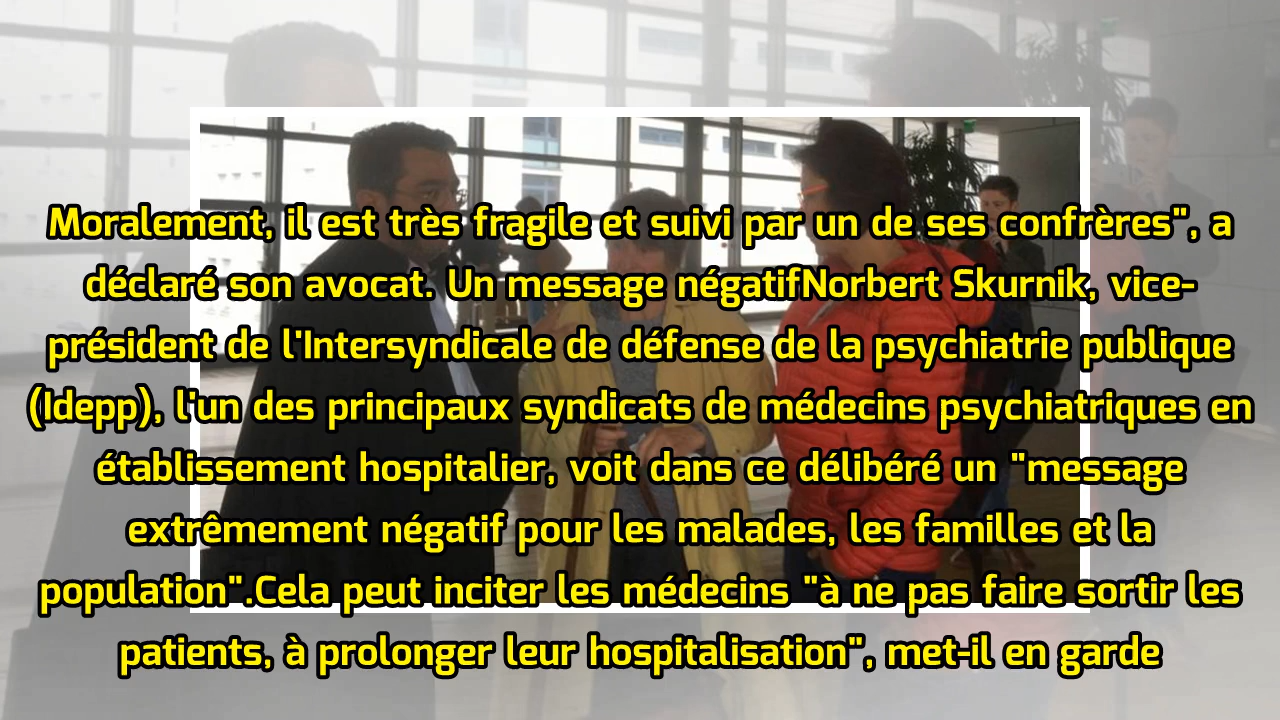 Moralement, il est très fragile et suivi par un de ses confrères", a
déclaré son avocat. Un message négatifNorbert Skurnik, vice-
président de l'Intersyndicale de défense de la psychiatrie publique
(Idepp), l'un des principaux syndicats de médecins psychiatriques en
établissement hospitalier, voit dans ce délibéré un "message
extrêmement négatif pour les malades, les familles et la
population".Cela peut inciter les médecins "à ne pas faire sortir les
patients, à prolonger leur hospitalisation", met-il en garde